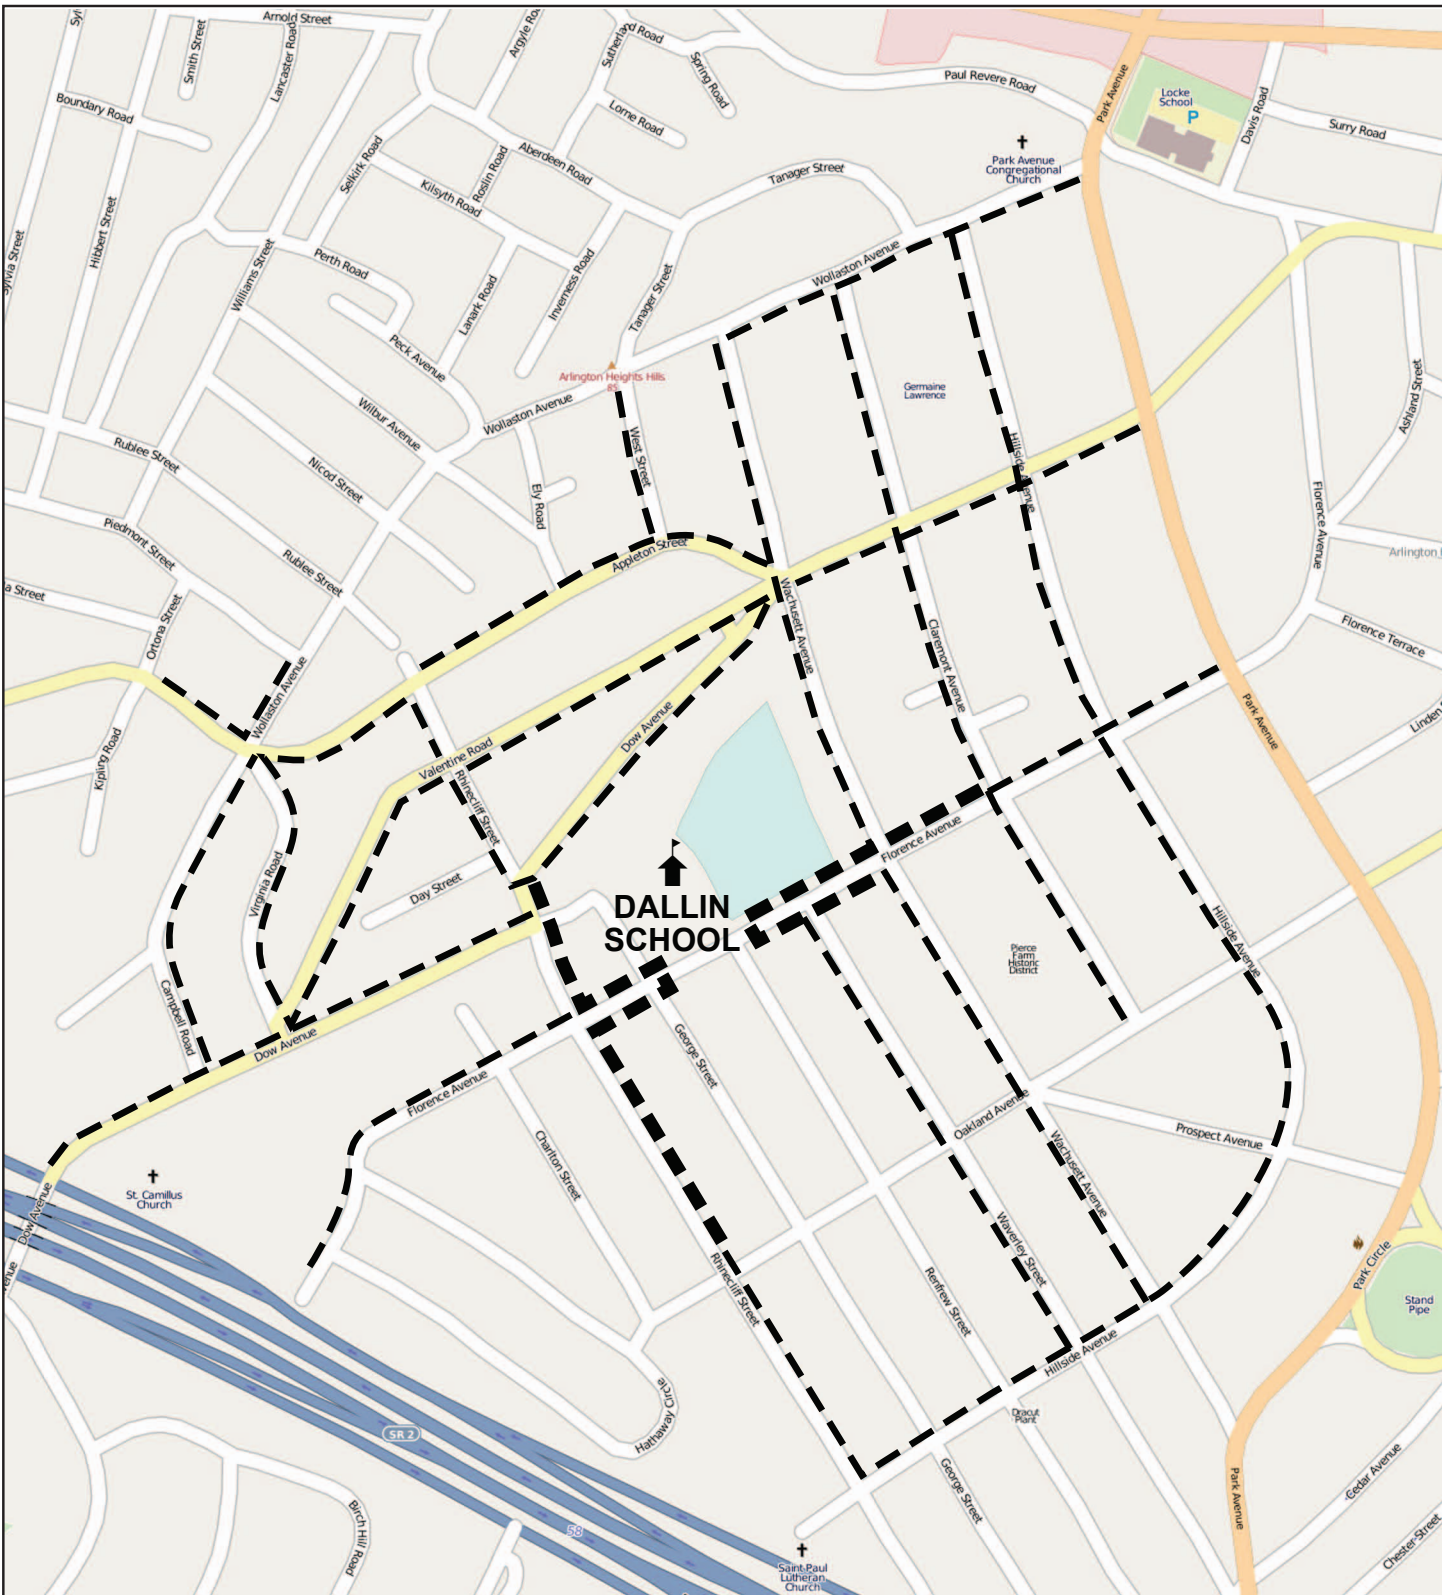 Arnold Street
Smith Street
Lancaster Road
Argyle Ro
Sutherland Road
Spring Road
Paul Revere Road
Park Avenue
Locke
School
P
Davis Road
Surry Road
Boundary Road
Lorne Road
Aberdeen Road
Selkirk Road
Roslin Road
Kilsyth Road
Tanager Street
Park Avenue
Congregational
Church
Hibbert Street
Sylvia Street
Williams Street
Perth Road
Lanark Road
Inverness Road
Tanager Street
Wollaston Avenue
Peck Avenue
Arlington Heights Hills
85
Germaine
Lawrence
Ashland Street
Wilbur Avenue
Wollaston Avenue
West Street
Hillside Avenue
Rublee Street
Nicod Street
Ely Road
Florence Avenue
Piedmont Street
Rublee Street
Appleton Street
Arlington
a Street
Ortona Street
Wachusett Avenue
Claremont Avenue
Florence Terrace
Wollaston Avenue
Kipling Road
Dow Avenue
Park Avenue
Linden
Valentine Road
Rhinecliff Street
Florence Avenue
Virginia Road
Day Street
DALLIN
SCHOOL
Hillside Avenue
Pierce
Farm
Historic
District
Campbell Road
Dow Avenue
George Street
Florence Avenue
Oakland Avenue
Prospect Avenue
Charlton Street
Wachusett Avenue
St. Camillus
Church
Dow Avenue
Waverley Street
Park Circle
Rhinecliff Street
Renfrew Street
Stand
Pipe
venue
Hillside Avenue
Hathaway Circle
Dracut
Plant
SR 2
George Street
Park Avenue
Cedar Avenue
Birch Hill Road
58
Chester Street
Saint Paul
Lutheran
Church